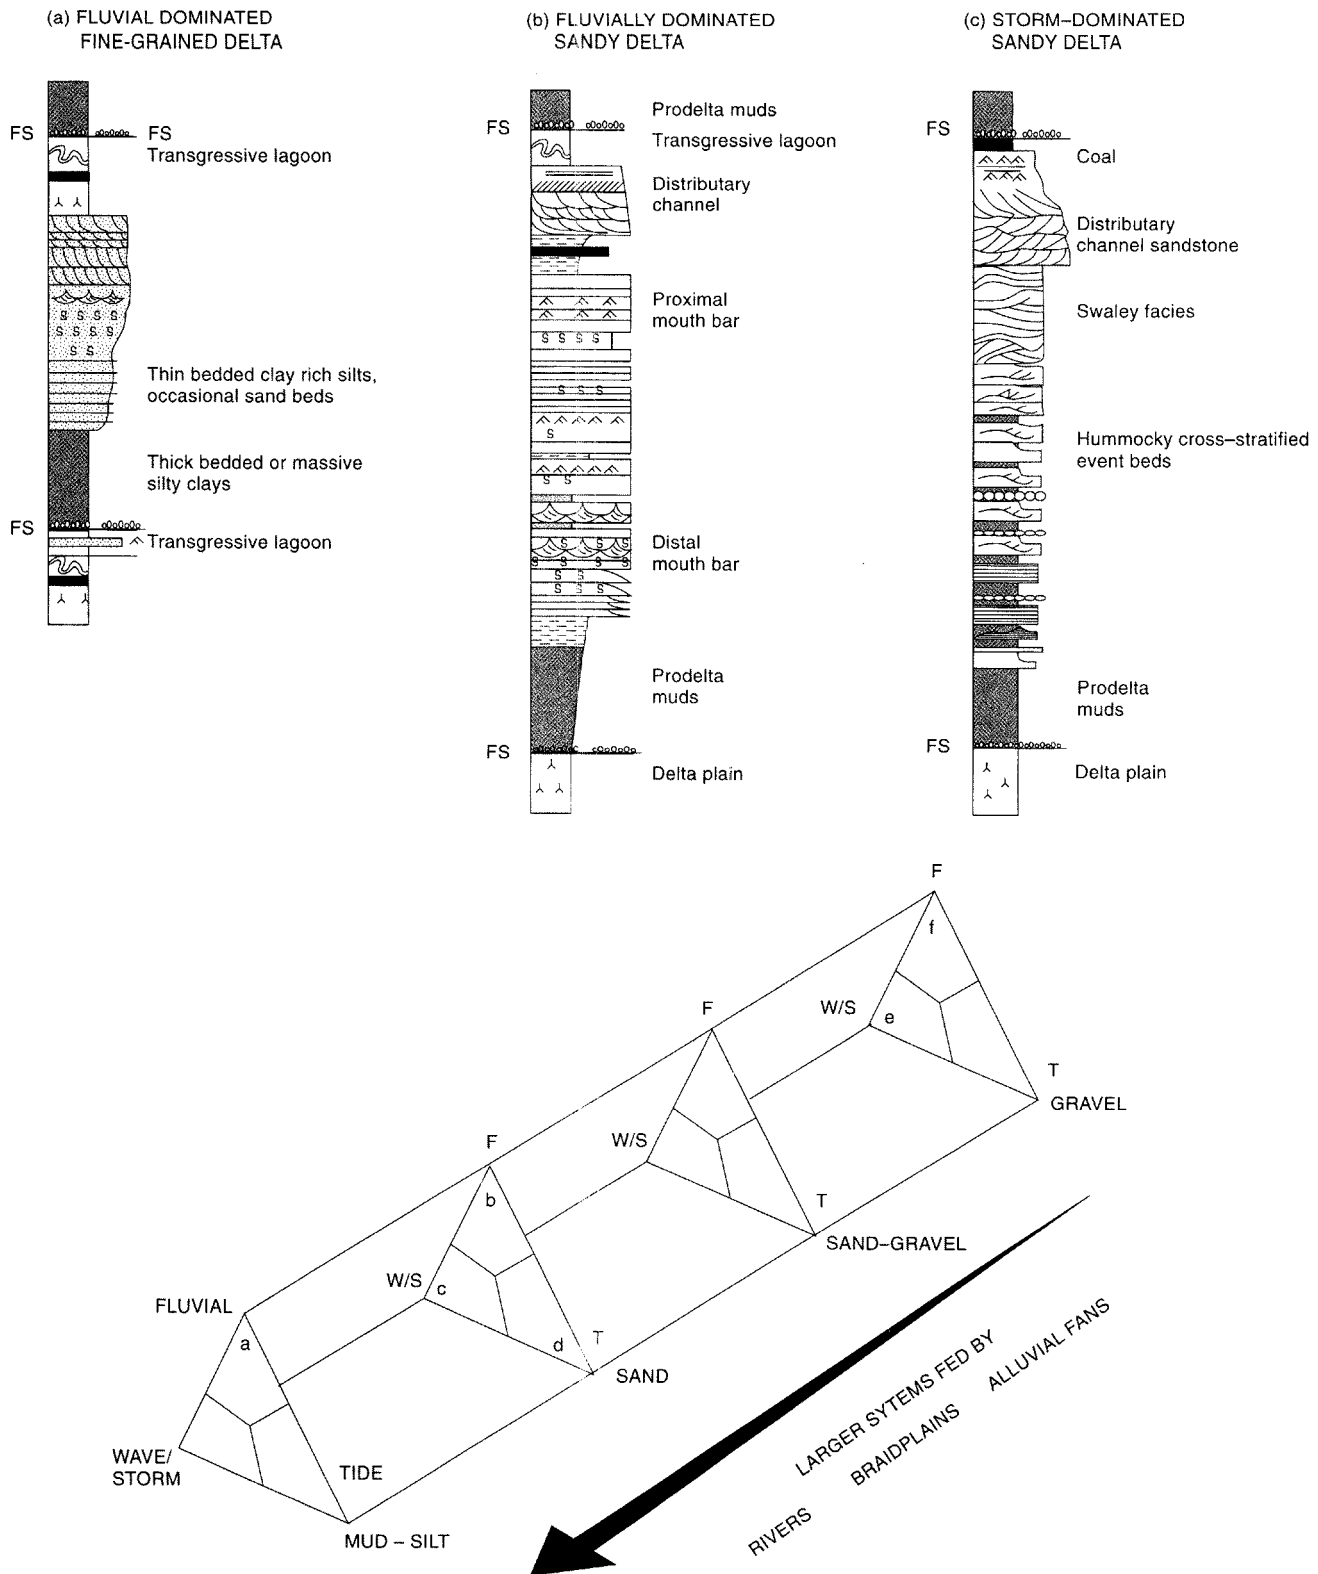 (a) FLUVIAL DOMINATED
FINE-GRAINED DELTA
FS
FS
Transgressive lagoon
Thin bedded clay rich silts,
occasional sand beds
Thick bedded or massive
silty clays
FS
Transgressive lagoon
(b) FLUVIALLY DOMINATED
SANDY DELTA
Prodelta muds
FS
Transgressive lagoon
Distributary
channel
Proximal
mouth bar
Distal
mouth bar
Prodelta
muds
FS
Delta plain
(c) STORM–DOMINATED
SANDY DELTA
FS
Coal
Distributary
channel sandstone
Swaley facies
Hummocky cross–stratified
event beds
Prodelta
muds
FS
Delta plain
F
f
W/S
e
T
GRAVEL
F
W/S
T
SAND–GRAVEL
F
b
W/S
c
d
T
SAND
FLUVIAL
a
WAVE/
STORM
TIDE
MUD – SILT
LARGER SYTEMS FED BY
RIVERS BRAIDPLAINS ALLUVIAL FANS